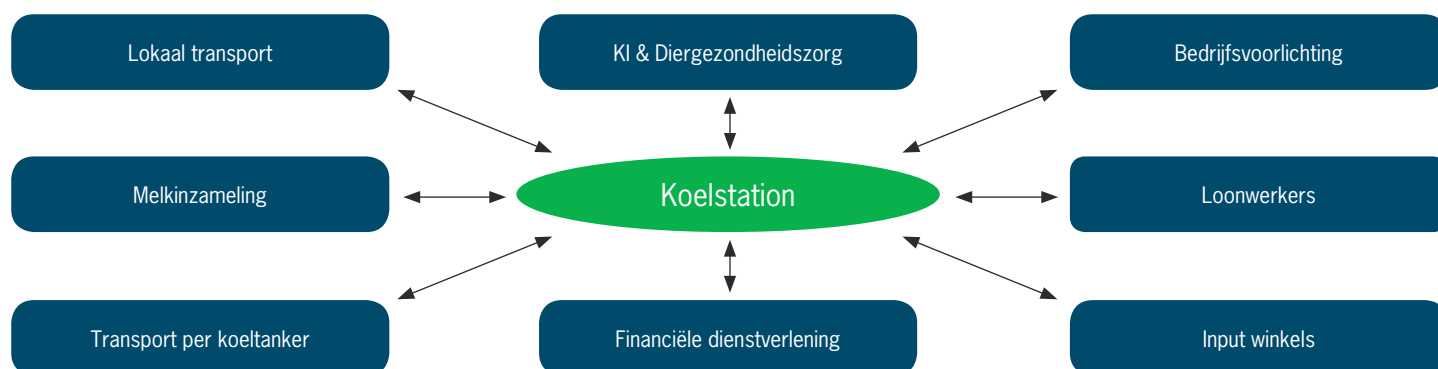 Lokaal transport
KI & Diergezondheidszorg
Bedrijfsvoorlichting
Melkinzameling
Koelstation
Loonwerkers
Transport per koeltanker
Financiële dienstverlening
Input winkels